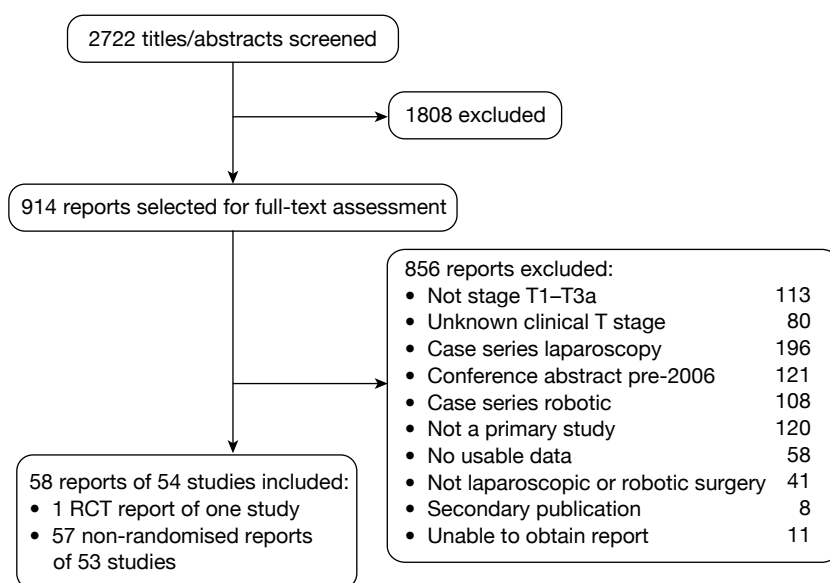 2722 titles/abstracts screened
1808 excluded
914 reports selected for full-text assessment
856 reports excluded:
• Not stage T1–T3a 113
• Unknown clinical T stage 80
• Case series laparoscopy 196
• Conference abstract pre-2006 121
• Case series robotic 108
• Not a primary study 120
• No usable data 58
• Not laparoscopic or robotic surgery 41
• Secondary publication 8
• Unable to obtain report 11
58 reports of 54 studies included:
• 1 RCT report of one study
• 57 non-randomised reports
of 53 studies